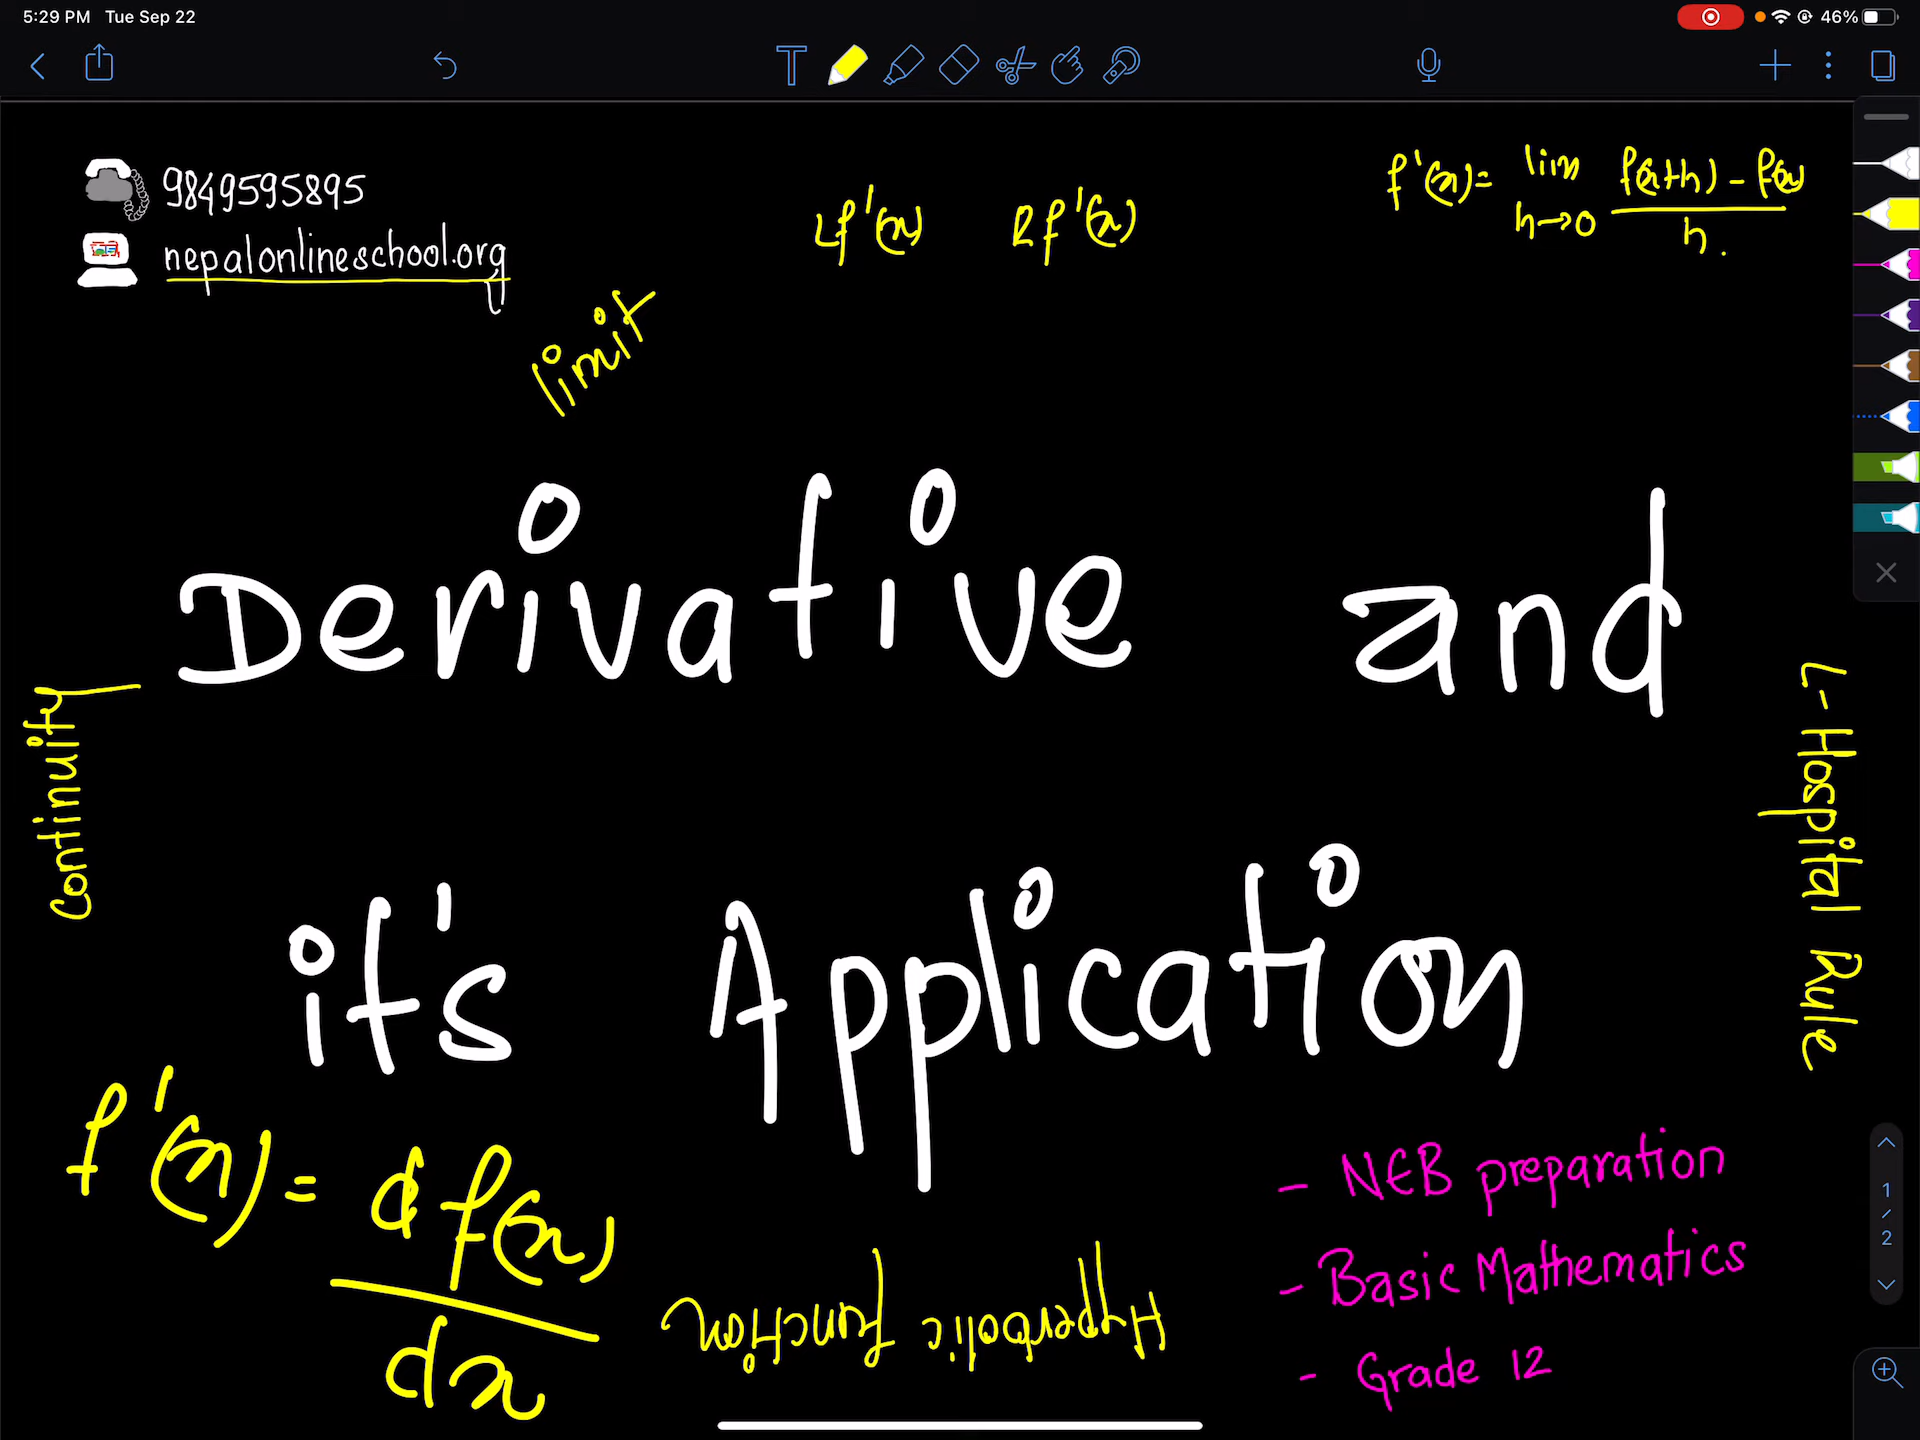 5:29 PM Tue Sep 22
46%
9849595895
nepalonlineschool.org
Lf'(x) Rf'(x)
f'(x) = lim h→0 f(x+h) - f(x) / h.
limit
Derivative and
it's Application
Continuity
L-Hospital Rule
f'(x) = d f(x) / dx
Hyperbolic function
- NEB preparation
- Basic Mathematics
- Grade 12
1
/
2